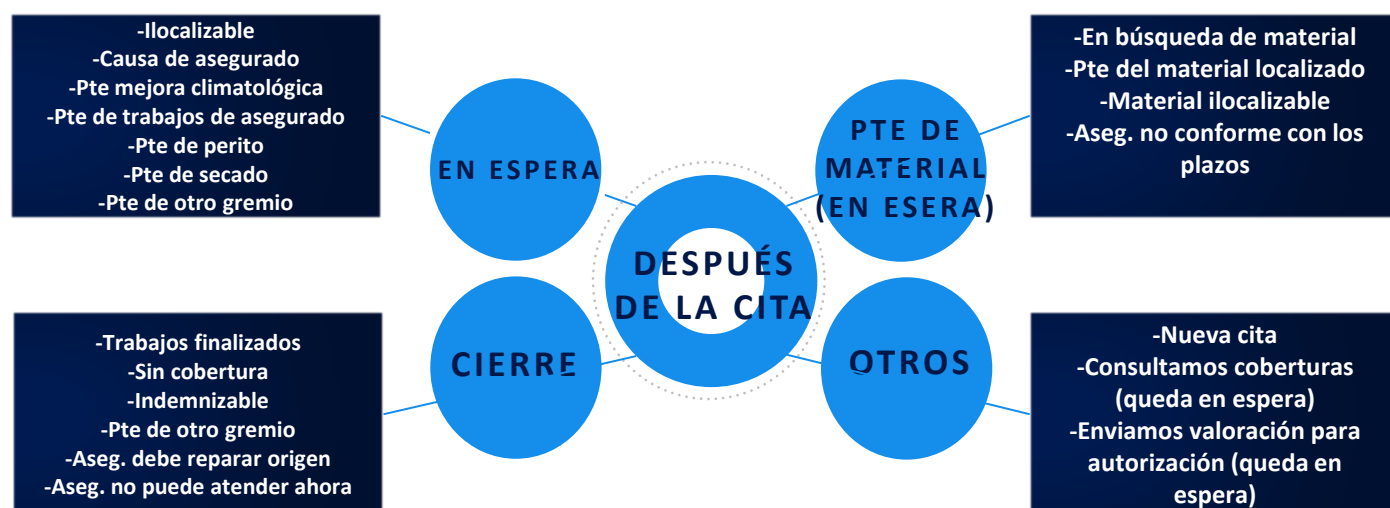 -Ilocalizable
-Causa de asegurado
-Pte mejora climatológica
-Pte de trabajos de asegurado
-Pte de perito
-Pte de secado
-Pte de otro gremio
EN ESPERA
PTE DE
MATERIAL
(EN ESERA)
-En búsqueda de material
-Pte del material localizado
-Material ilocalizable
-Aseg. no conforme con los
plazos
DESPUÉS
DE LA CITA
-Trabajos finalizados
-Sin cobertura
-Indemnizable
-Pte de otro gremio
-Aseg. debe reparar origen
-Aseg. no puede atender ahora
CIERRE
OTROS
-Nueva cita
-Consultamos coberturas
(queda en espera)
-Enviamos valoración para
autorización (queda en
espera)